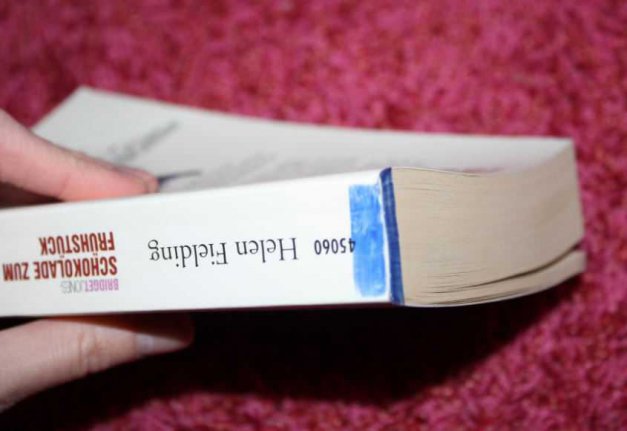 45060
Helen Fielding
BRIDGET JONES
SCHOKOLADE ZUM
FRÜHSTÜCK